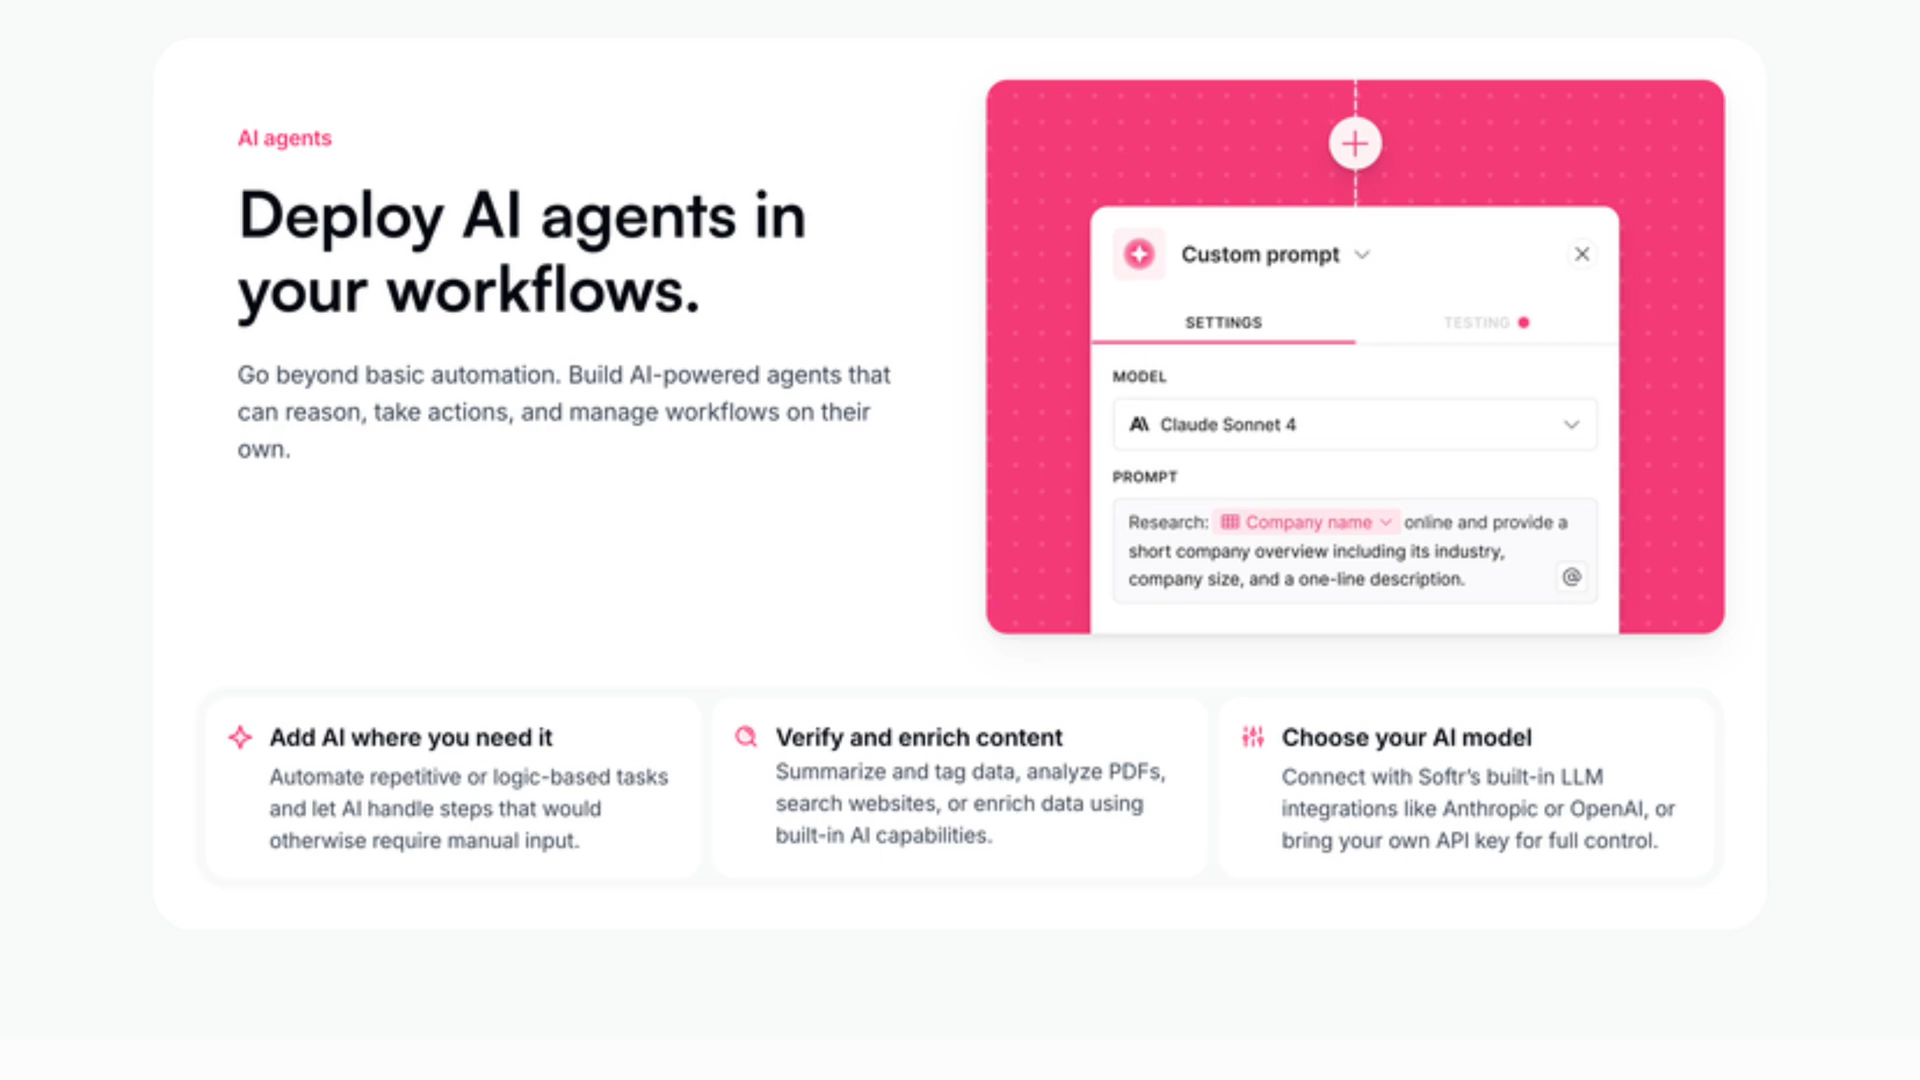 AI agents
Deploy AI agents in
your workflows.
Go beyond basic automation. Build AI-powered agents that
can reason, take actions, and manage workflows on their
own.
Custom prompt
SETTINGS
TESTING
MODEL
A\ Claude Sonnet 4
PROMPT
Research: Company name online and provide a
short company overview including its industry,
company size, and a one-line description.
@
Add AI where you need it
Automate repetitive or logic-based tasks
and let AI handle steps that would
otherwise require manual input.
Verify and enrich content
Summarize and tag data, analyze PDFs,
search websites, or enrich data using
built-in AI capabilities.
Choose your AI model
Connect with Softr’s built-in LLM
integrations like Anthropic or OpenAI, or
bring your own API key for full control.